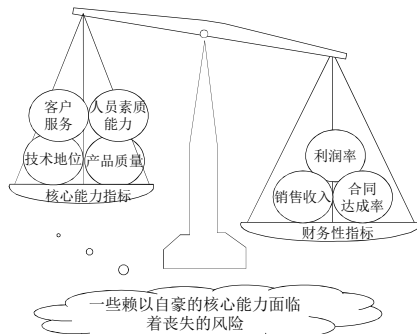 客户
服务
人员素质
能力
技术地位
产品质量
核心能力指标
利润率
销售收入
合同
达成率
财务性指标
一些赖以自豪的核心能力面临
着丧失的风险